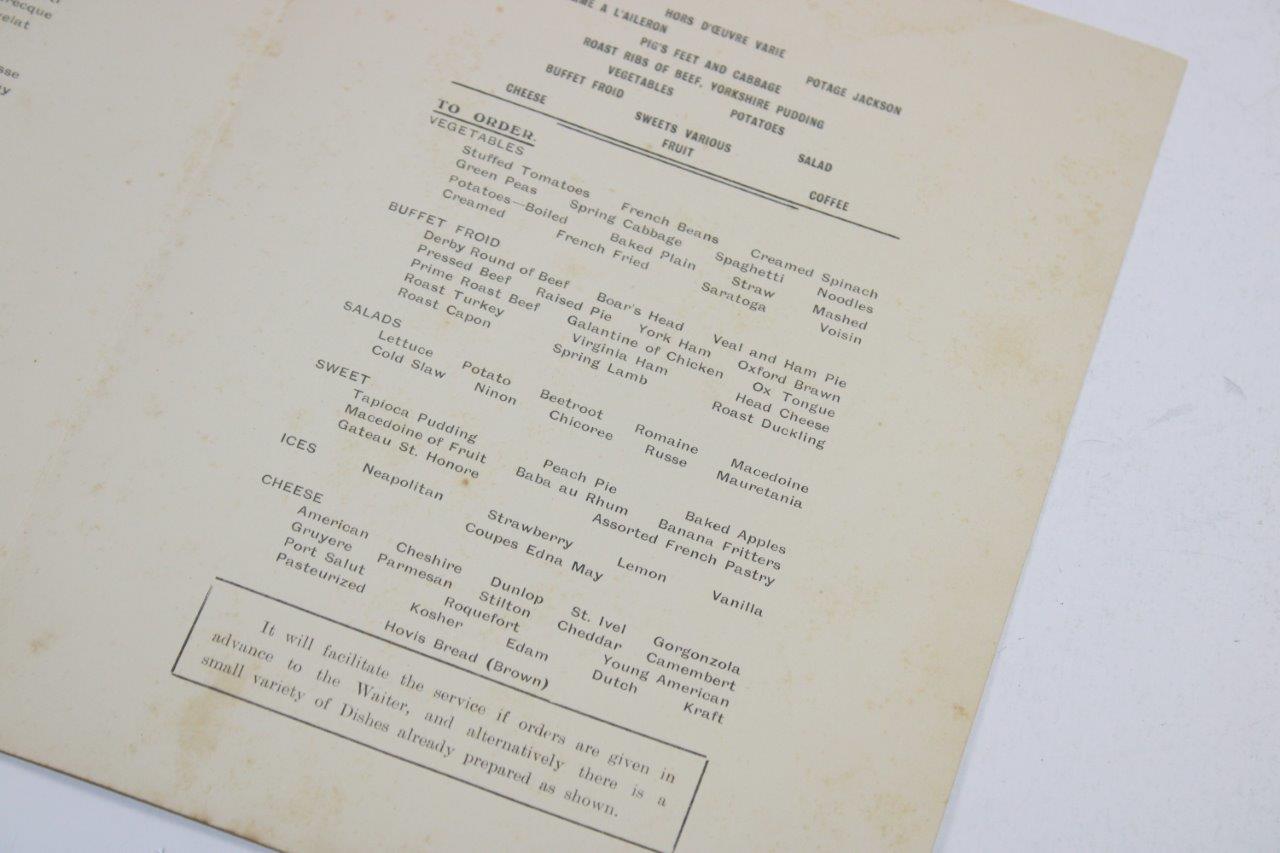 HORS D'ŒUVRE VARIE
A L'AILERON POTAGE JACKSON
PIG'S FEET AND CABBAGE
ROAST RIBS OF BEEF, YORKSHIRE PUDDING
VEGETABLES POTATOES
BUFFET FROID SALAD
SWEETS VARIOUS
CHEESE FRUIT COFFEE
TO ORDER.
VEGETABLES
Stuffed Tomatoes French Beans Creamed Spinach
Green Peas Spring Cabbage Spaghetti Noodles
Potatoes—Boiled Baked Plain Straw Mashed
Creamed French Fried Saratoga Voisin
BUFFET FROID
Derby Round of Beef Boar's Head Veal and Ham Pie
Pressed Beef Raised Pie York Ham Oxford Brawn
Prime Roast Beef Galantine of Chicken Ox Tongue
Roast Turkey Virginia Ham Head Cheese
Roast Capon Spring Lamb Roast Duckling
SALADS
Lettuce Potato Beetroot Romaine Macedoine
Cold Slaw Ninon Chicoree Russe Mauretania
SWEET
Tapioca Pudding Peach Pie Baked Apples
Macedoine of Fruit Baba au Rhum Banana Fritters
Gateau St. Honore Assorted French Pastry
ICES
Neapolitan Strawberry Lemon Vanilla
Coupes Edna May
CHEESE
American Cheshire Dunlop St. Ivel Gorgonzola
Gruyere Parmesan Stilton Cheddar Camembert
Port Salut Roquefort Young American
Pasteurized Kosher Edam Dutch Kraft
Hovis Bread (Brown)
It will facilitate the service if orders are given in
advance to the Waiter, and alternatively there is a
small variety of Dishes already prepared as shown.